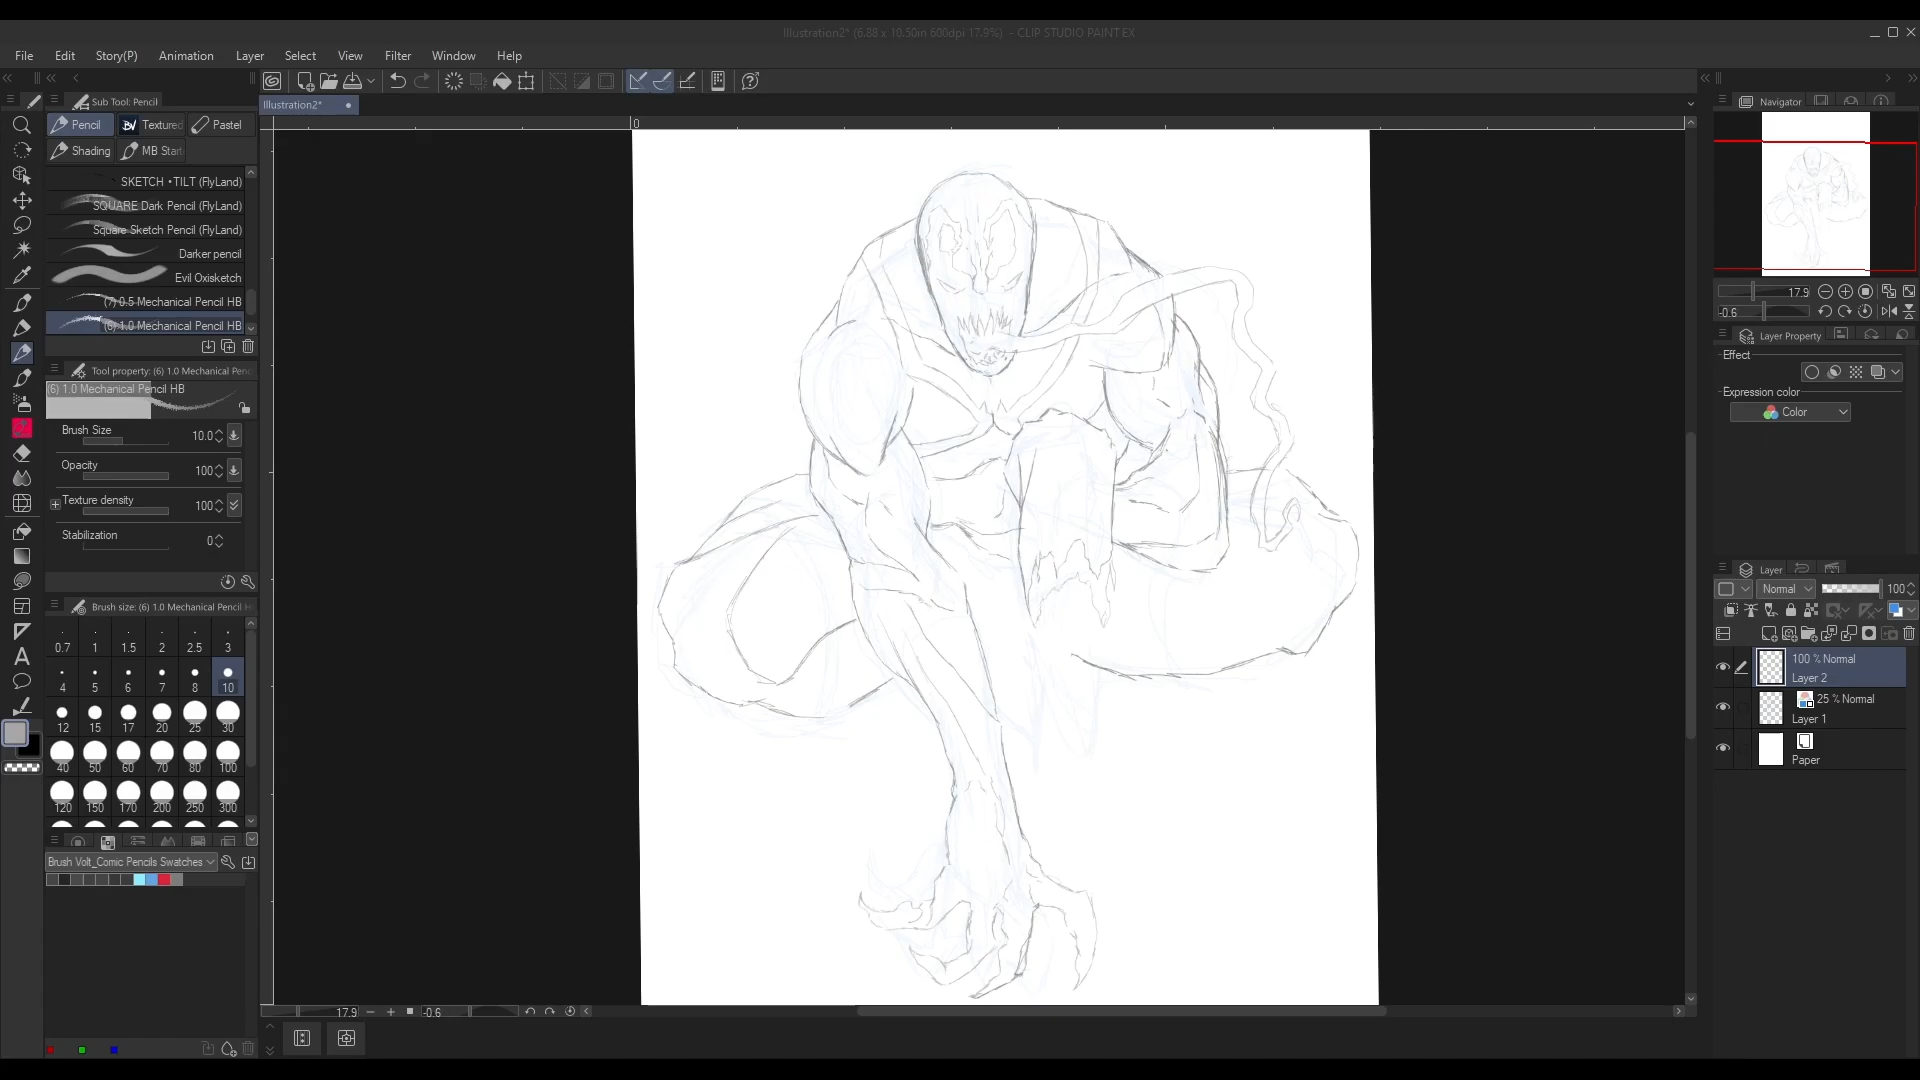 Illustration2* (6.88 x 10.50in 600dpi 17.9%) - CLIP STUDIO PAINT EX
File Edit Story(P) Animation Layer Select View Filter Window Help
Sub Tool: Pencil
Illustration2*
Navigator
Pencil Textured Pastel
Shading MB Start
0
SKETCH •TILT (FlyLand)
SQUARE Dark Pencil (FlyLand)
Square Sketch Pencil (FlyLand)
Darker pencil
Evil Oxisketch
(7) 0.5 Mechanical Pencil HB
(6) 1.0 Mechanical Pencil HB
Tool property: (6) 1.0 Mechanical Penc
(6) 1.0 Mechanical Pencil HB
Brush Size 10.0
Opacity 100
Texture density 100
Stabilization 0
Brush size: (6) 1.0 Mechanical Pencil H
0.7 1 1.5 2 2.5 3
4 5 6 7 8 10
12 15 17 20 25 30
40 50 60 70 80 100
120 150 170 200 250 300
Brush Volt_Comic Pencils Swatches
17.9 -0.6
17.9
-0.6
Layer Property
Effect
Expression color
Color
Layer
Normal 100
100 % Normal
Layer 2
25 % Normal
Layer 1
Paper